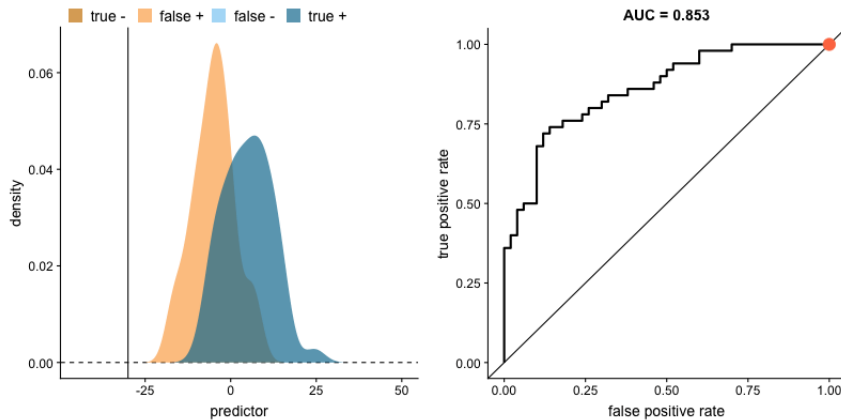 true - false + false - true +
0.06
0.04
0.02
0.00
density
-25 0 25 50
predictor
AUC = 0.853
1.00
0.75
0.50
0.25
0.00
true positive rate
0.00 0.25 0.50 0.75 1.00
false positive rate